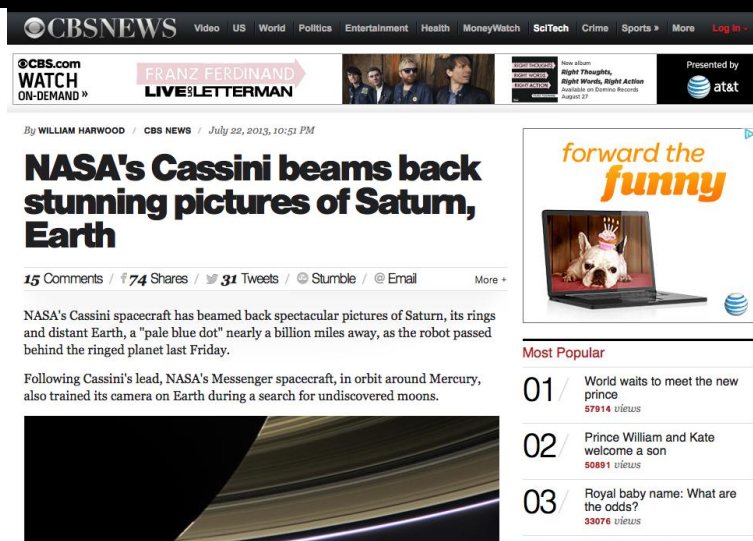 CBSNEWS
Video US World Politics Entertainment Health MoneyWatch SciTech Crime Sports » More Log In
CBS.com
WATCH
ON-DEMAND »
FRANZ FERDINAND
LIVE ON LETTERMAN
RIGHT THOUGHTS
RIGHT WORDS
RIGHT ACTION
New album
Right Thoughts,
Right Words, Right Action
Available on Domino Records
August 27
Presented by
at&t
By WILLIAM HARWOOD / CBS NEWS / July 22, 2013, 10:51 PM
NASA's Cassini beams back
stunning pictures of Saturn,
Earth
15 Comments / f 74 Shares / 31 Tweets / Stumble / @ Email More +
NASA's Cassini spacecraft has beamed back spectacular pictures of Saturn, its rings
and distant Earth, a "pale blue dot" nearly a billion miles away, as the robot passed
behind the ringed planet last Friday.
Following Cassini's lead, NASA's Messenger spacecraft, in orbit around Mercury,
also trained its camera on Earth during a search for undiscovered moons.
forward the
funny
Most Popular
01/ World waits to meet the new
prince
57914 views
02/ Prince William and Kate
welcome a son
50891 views
03/ Royal baby name: What are
the odds?
33076 views